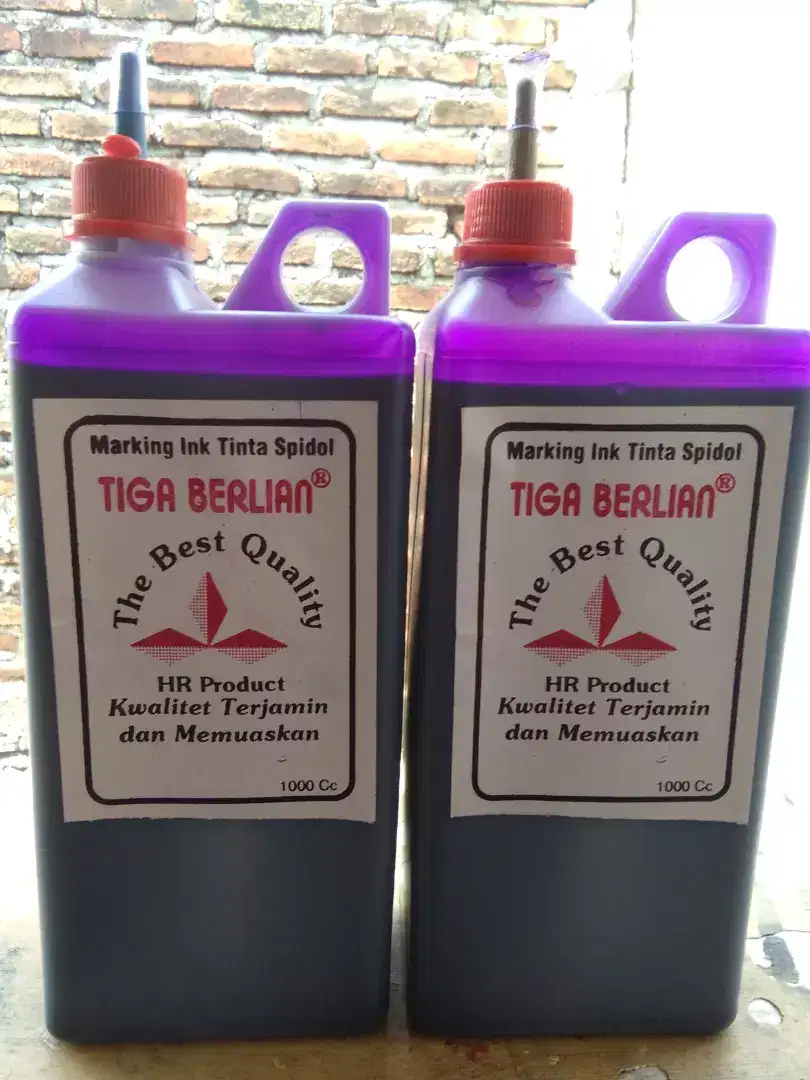 Marking Ink Tinta Spidol
TIGA BERLIAN®
The Best Quality
HR Product
Kwalitet Terjamin
dan Memuaskan
1000 Cc
Marking Ink Tinta Spidol
TIGA BERLIAN®
The Best Quality
HR Product
Kwalitet Terjamin
dan Memuaskan
1000 Cc